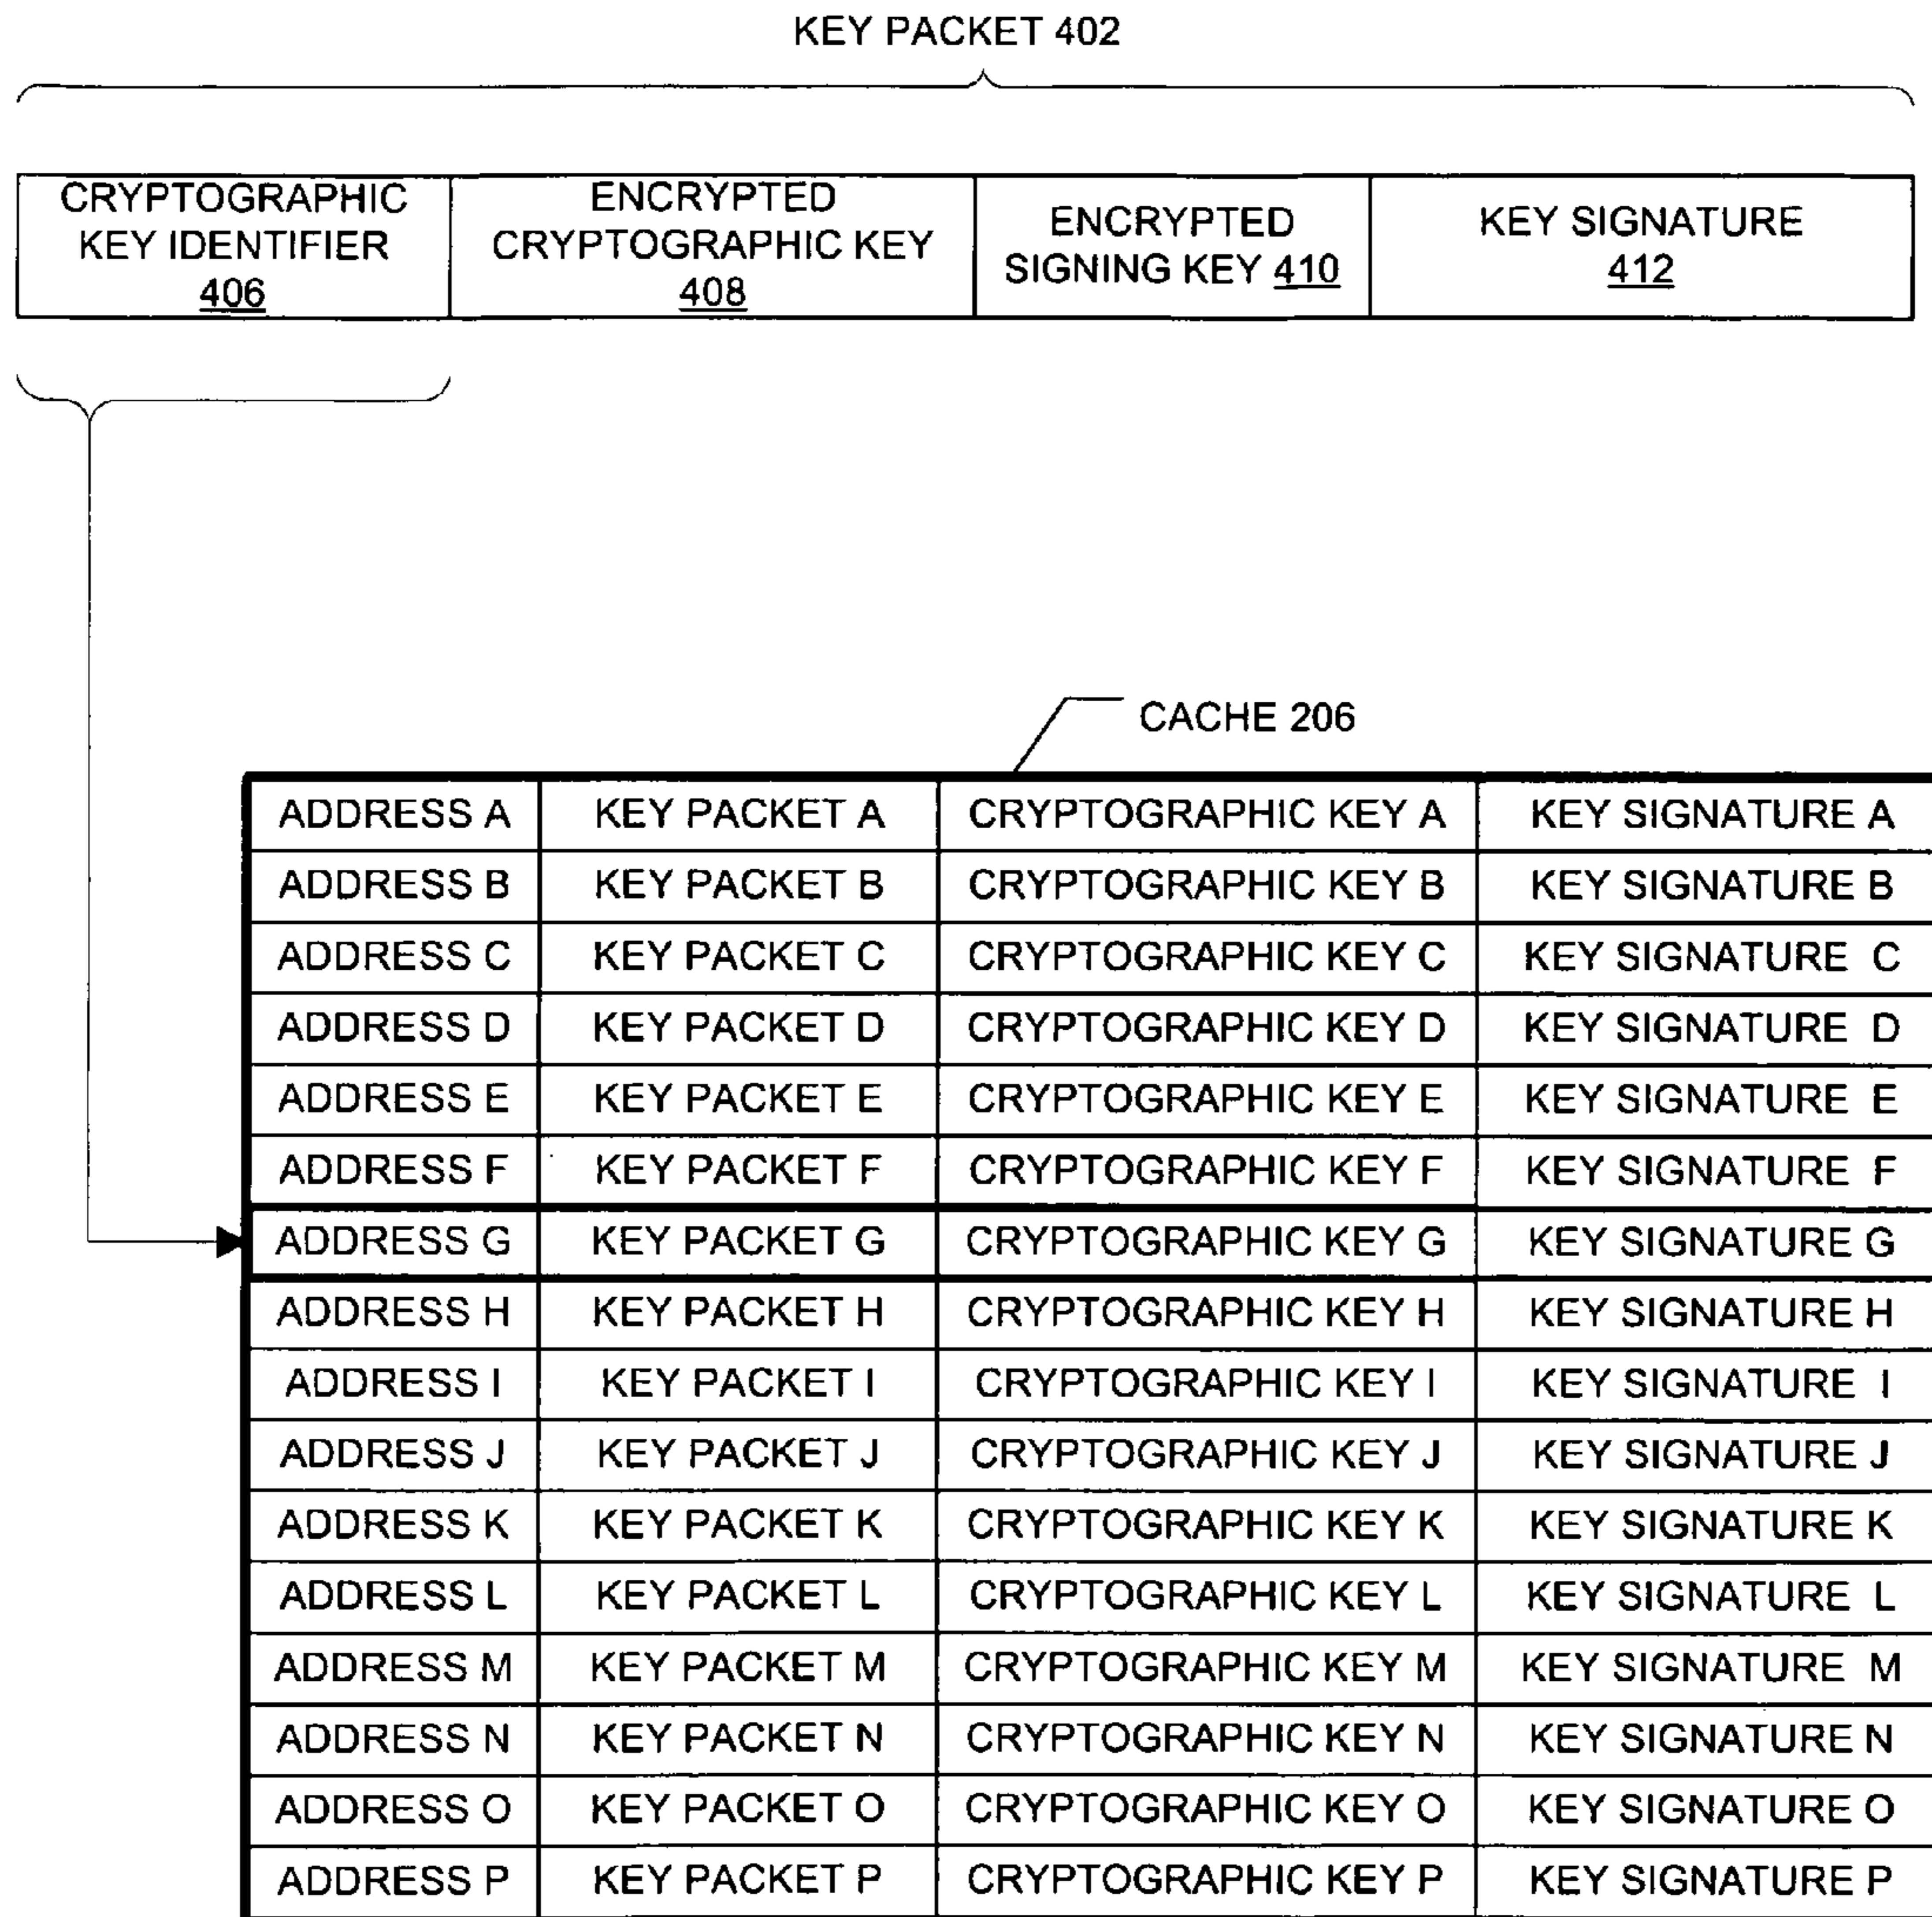 KEY PACKET 402
CRYPTOGRAPHIC
KEY IDENTIFIER
406
ENCRYPTED
CRYPTOGRAPHIC KEY
408
ENCRYPTED
SIGNING KEY 410
KEY SIGNATURE
412
CACHE 206
ADDRESS A KEY PACKET A CRYPTOGRAPHIC KEY A KEY SIGNATURE A
ADDRESS B KEY PACKET B CRYPTOGRAPHIC KEY B KEY SIGNATURE B
ADDRESS C KEY PACKET C CRYPTOGRAPHIC KEY C KEY SIGNATURE C
ADDRESS D KEY PACKET D CRYPTOGRAPHIC KEY D KEY SIGNATURE D
ADDRESS E KEY PACKET E CRYPTOGRAPHIC KEY E KEY SIGNATURE E
ADDRESS F KEY PACKET F CRYPTOGRAPHIC KEY F KEY SIGNATURE F
ADDRESS G KEY PACKET G CRYPTOGRAPHIC KEY G KEY SIGNATURE G
ADDRESS H KEY PACKET H CRYPTOGRAPHIC KEY H KEY SIGNATURE H
ADDRESS I KEY PACKET I CRYPTOGRAPHIC KEY I KEY SIGNATURE I
ADDRESS J KEY PACKET J CRYPTOGRAPHIC KEY J KEY SIGNATURE J
ADDRESS K KEY PACKET K CRYPTOGRAPHIC KEY K KEY SIGNATURE K
ADDRESS L KEY PACKET L CRYPTOGRAPHIC KEY L KEY SIGNATURE L
ADDRESS M KEY PACKET M CRYPTOGRAPHIC KEY M KEY SIGNATURE M
ADDRESS N KEY PACKET N CRYPTOGRAPHIC KEY N KEY SIGNATURE N
ADDRESS O KEY PACKET O CRYPTOGRAPHIC KEY O KEY SIGNATURE O
ADDRESS P KEY PACKET P CRYPTOGRAPHIC KEY P KEY SIGNATURE P